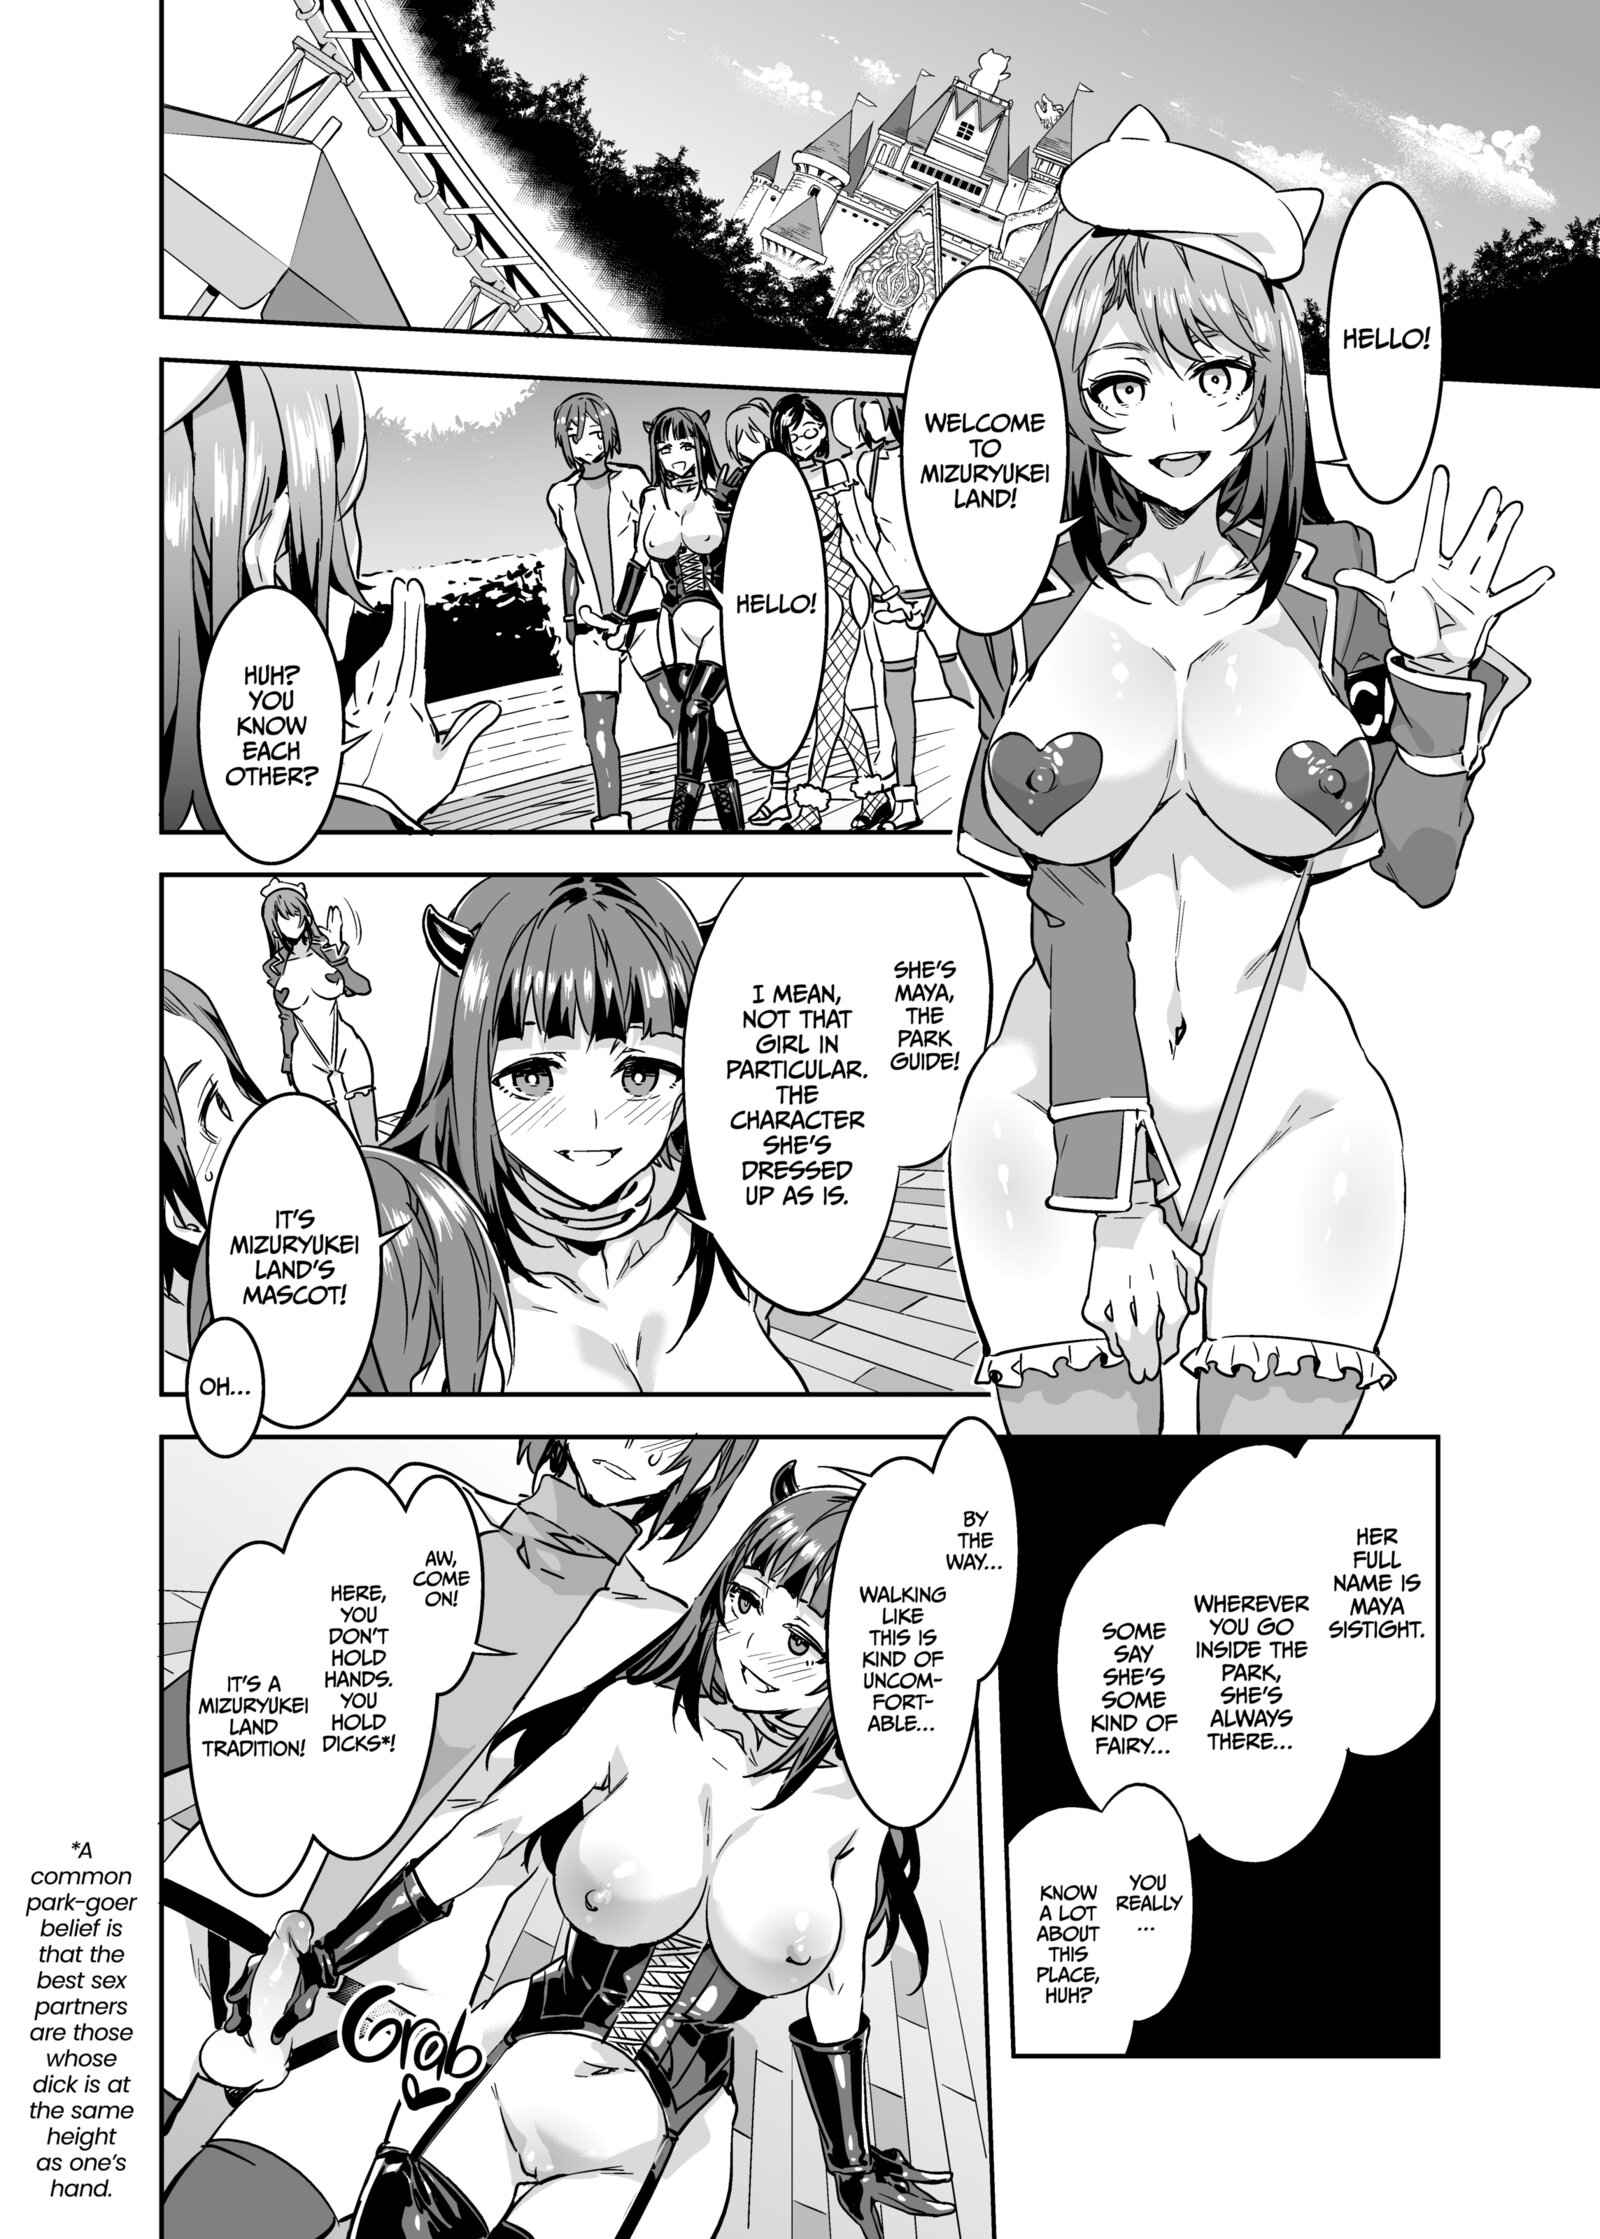 HELLO!
WELCOME
TO
MIZURYUKEI
LAND!
HELLO!
HUH?
YOU
KNOW
EACH
OTHER?
SHE'S
MAYA,
THE
PARK
GUIDE!
I MEAN,
NOT THAT
GIRL IN
PARTICULAR.
THE
CHARACTER
SHE'S
DRESSED
UP AS IS.
IT'S
MIZURYUKEI
LAND'S
MASCOT!
OH...
HER
FULL
NAME IS
MAYA
SISTIGHT.
WHEREVER
YOU GO
INSIDE THE
PARK,
SHE'S
ALWAYS
THERE...
SOME
SAY
SHE'S
SOME
KIND OF
FAIRY...
YOU
REALLY
...
KNOW
A LOT
ABOUT
THIS
PLACE,
HUH?
BY
THE
WAY...
WALKING
LIKE
THIS IS
KIND OF
UNCOM-
FORT-
ABLE...
AW,
COME
ON!
HERE,
YOU
DON'T
HOLD
HANDS.
YOU
HOLD
DICKS*!
IT'S A
MIZURYUKEI
LAND
TRADITION!
Grab
*A
common
park-goer
belief is
that the
best sex
partners
are those
whose
dick is at
the same
height
as one's
hand.